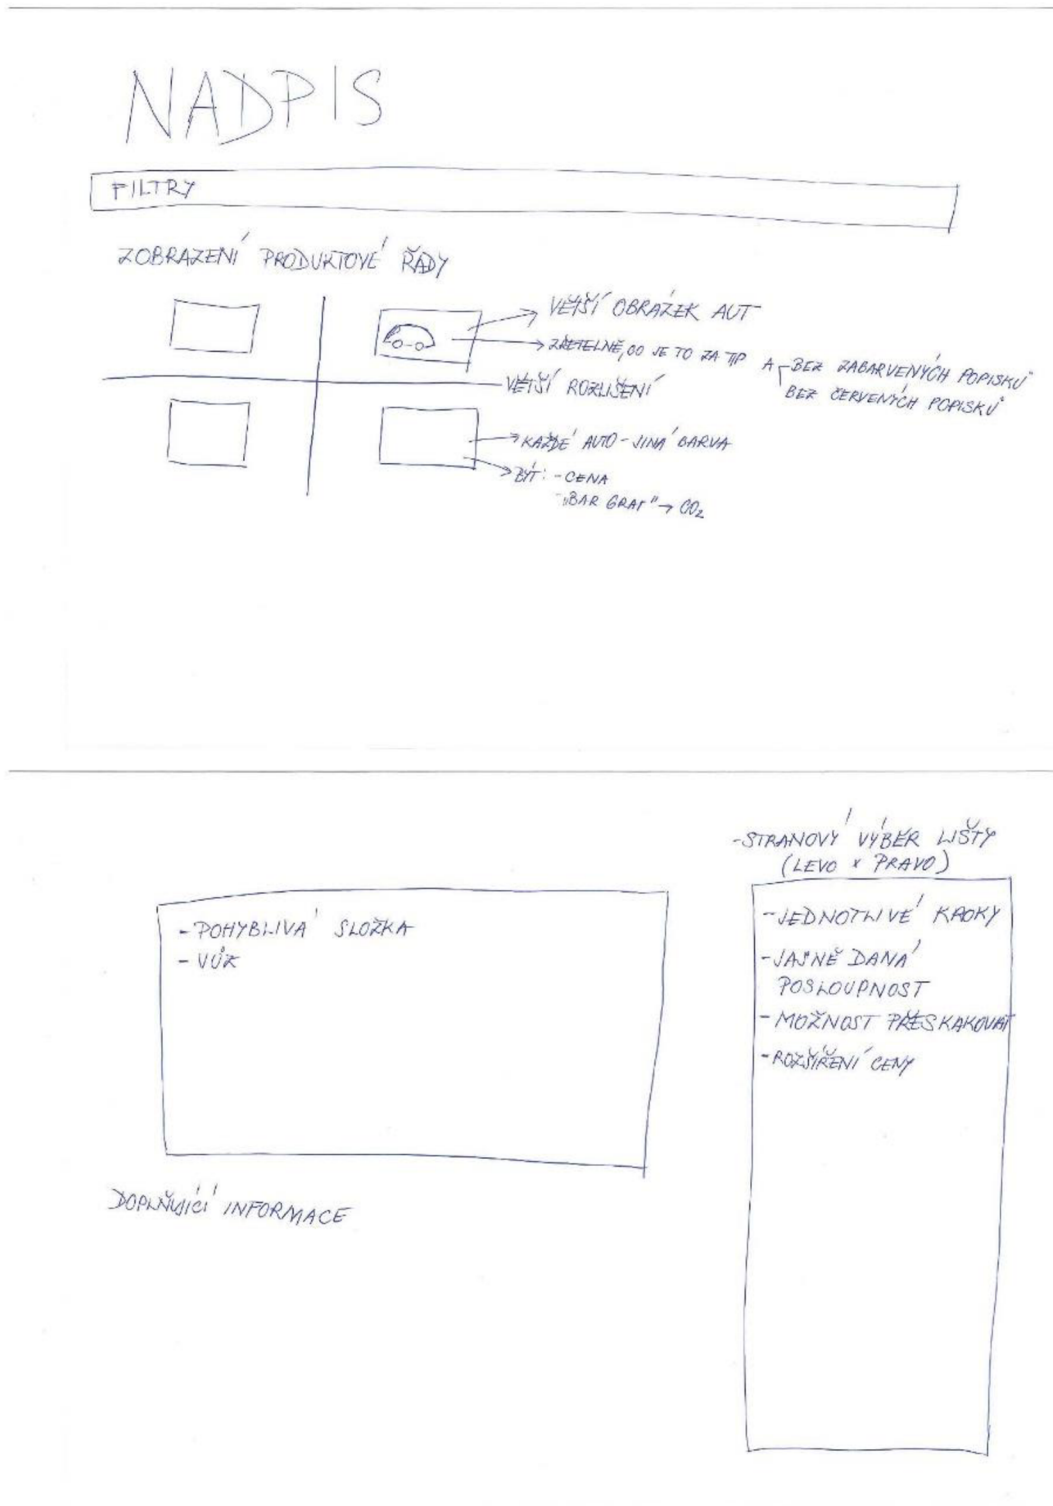 NADPIS
FILTRY
ZOBRAZENÍ PRODUKTOVÉ ŘADY
VĚTŠÍ OBRÁZEK AUT
ZŘETELNĚ, CO JE TO ZA TIP A BEZ ZABARVENÝCH POPISKŮ
BEZ ČERVENÝCH POPISKŮ
VĚTŠÍ ROZLIŠENÍ
KAŽDÉ AUTO - JINÁ BARVA
BÝT: - CENA
- "BAR GRAF" → CO2
- STRANOVÝ VÝBĚR LIŠTY
(LEVO x PRAVO)
- POHYBLIVÁ SLOŽKA
- VŮZ
- JEDNOTLIVÉ KROKY
- JASNĚ DANÁ
POSLOUPNOST
- MOŽNOST PŘESKAKOVAT
- ROZŠÍŘENÍ CENY
DOPLŇUJÍCÍ INFORMACE